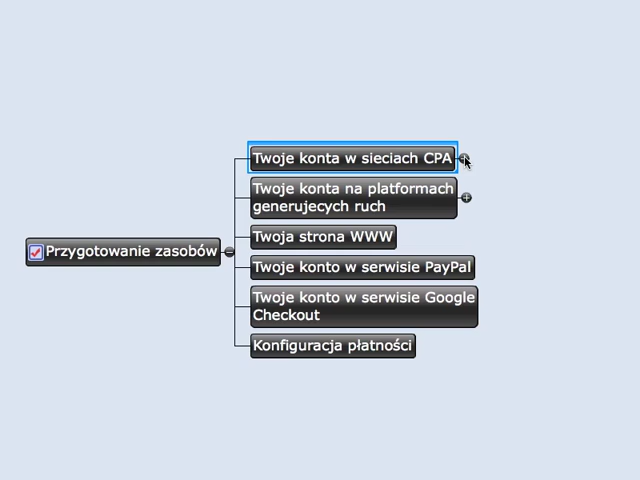 Twoje konta w sieciach CPA
Twoje konta na platformach
generujecych ruch
Twoja strona WWW
Przygotowanie zasobów
Twoje konto w serwisie PayPal
Twoje konto w serwisie Google
Checkout
Konfiguracja płatności